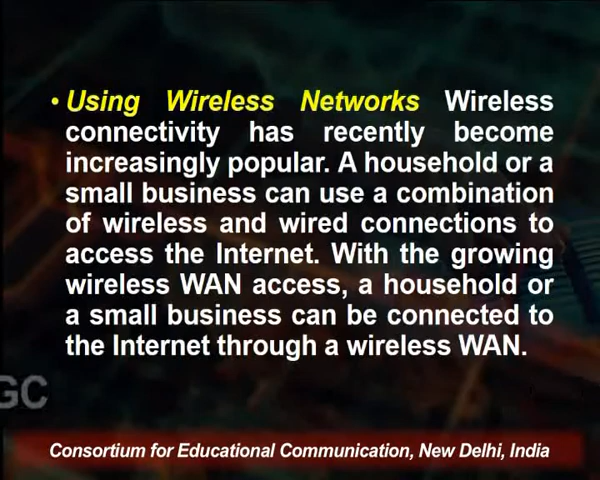 • Using Wireless Networks Wireless
connectivity has recently become
increasingly popular. A household or a
small business can use a combination
of wireless and wired connections to
access the Internet. With the growing
wireless WAN access, a household or
a small business can be connected to
the Internet through a wireless WAN.
GC
Consortium for Educational Communication, New Delhi, India